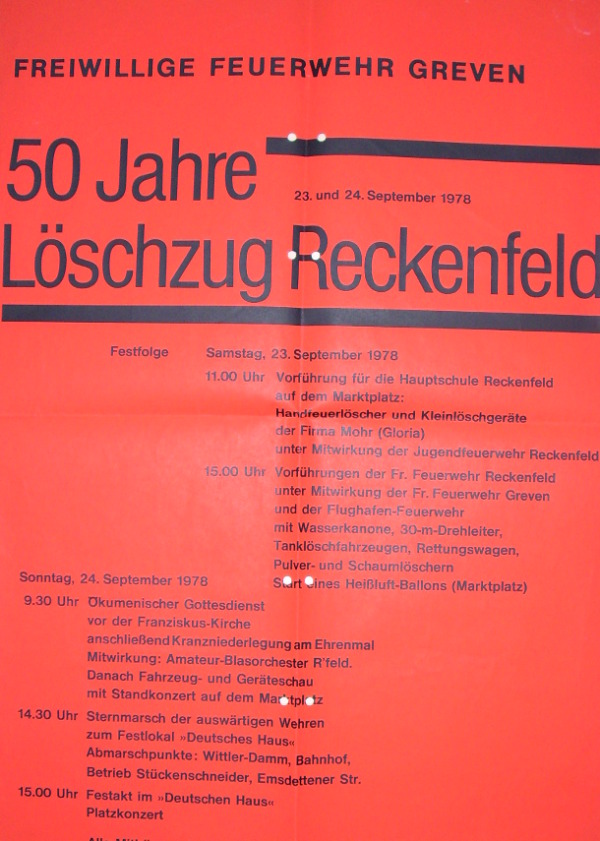 FREIWILLIGE FEUERWEHR GREVEN
50 Jahre
23. und 24. September 1978
Löschzug Reckenfeld
Festfolge Samstag, 23. September 1978
11.00 Uhr Vorführung für die Hauptschule Reckenfeld
auf dem Marktplatz:
Handfeuerlöscher und Kleinlöschgeräte
der Firma Mohr (Gloria)
unter Mitwirkung der Jugendfeuerwehr Reckenfeld
15.00 Uhr Vorführungen der Fr. Feuerwehr Reckenfeld
unter Mitwirkung der Fr. Feuerwehr Greven
und der Flughafen-Feuerwehr
mit Wasserkanone, 30-m-Drehleiter,
Tanklöschfahrzeugen, Rettungswagen,
Pulver- und Schaumlöschern
Start eines Heißluft-Ballons (Marktplatz)
Sonntag, 24. September 1978
9.30 Uhr Ökumenischer Gottesdienst
vor der Franziskus-Kirche
anschließend Kranzniederlegung am Ehrenmal
Mitwirkung: Amateur-Blasorchester R'feld.
Danach Fahrzeug- und Geräteschau
mit Standkonzert auf dem Marktplatz
14.30 Uhr Sternmarsch der auswärtigen Wehren
zum Festlokal »Deutsches Haus«
Abmarschpunkte: Wittler-Damm, Bahnhof,
Betrieb Stückenschneider, Emsdettener Str.
15.00 Uhr Festakt im »Deutschen Haus«
Platzkonzert